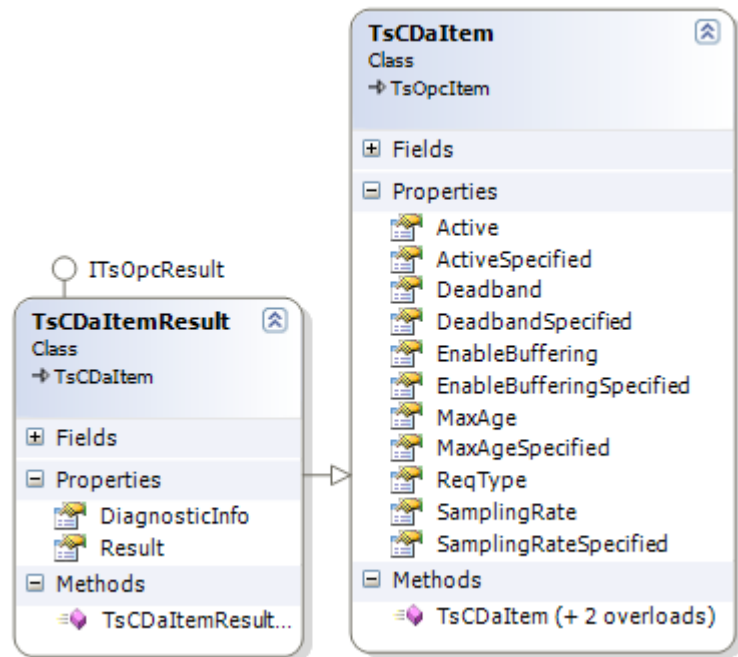 ITsOpcResult
TsCDaItemResult
Class
TsCDaItem
Fields
Properties
DiagnosticInfo
Result
Methods
TsCDaItemResult...
TsCDaItem
Class
TsOpcItem
Fields
Properties
Active
ActiveSpecified
Deadband
DeadbandSpecified
EnableBuffering
EnableBufferingSpecified
MaxAge
MaxAgeSpecified
ReqType
SamplingRate
SamplingRateSpecified
Methods
TsCDaItem (+ 2 overloads)